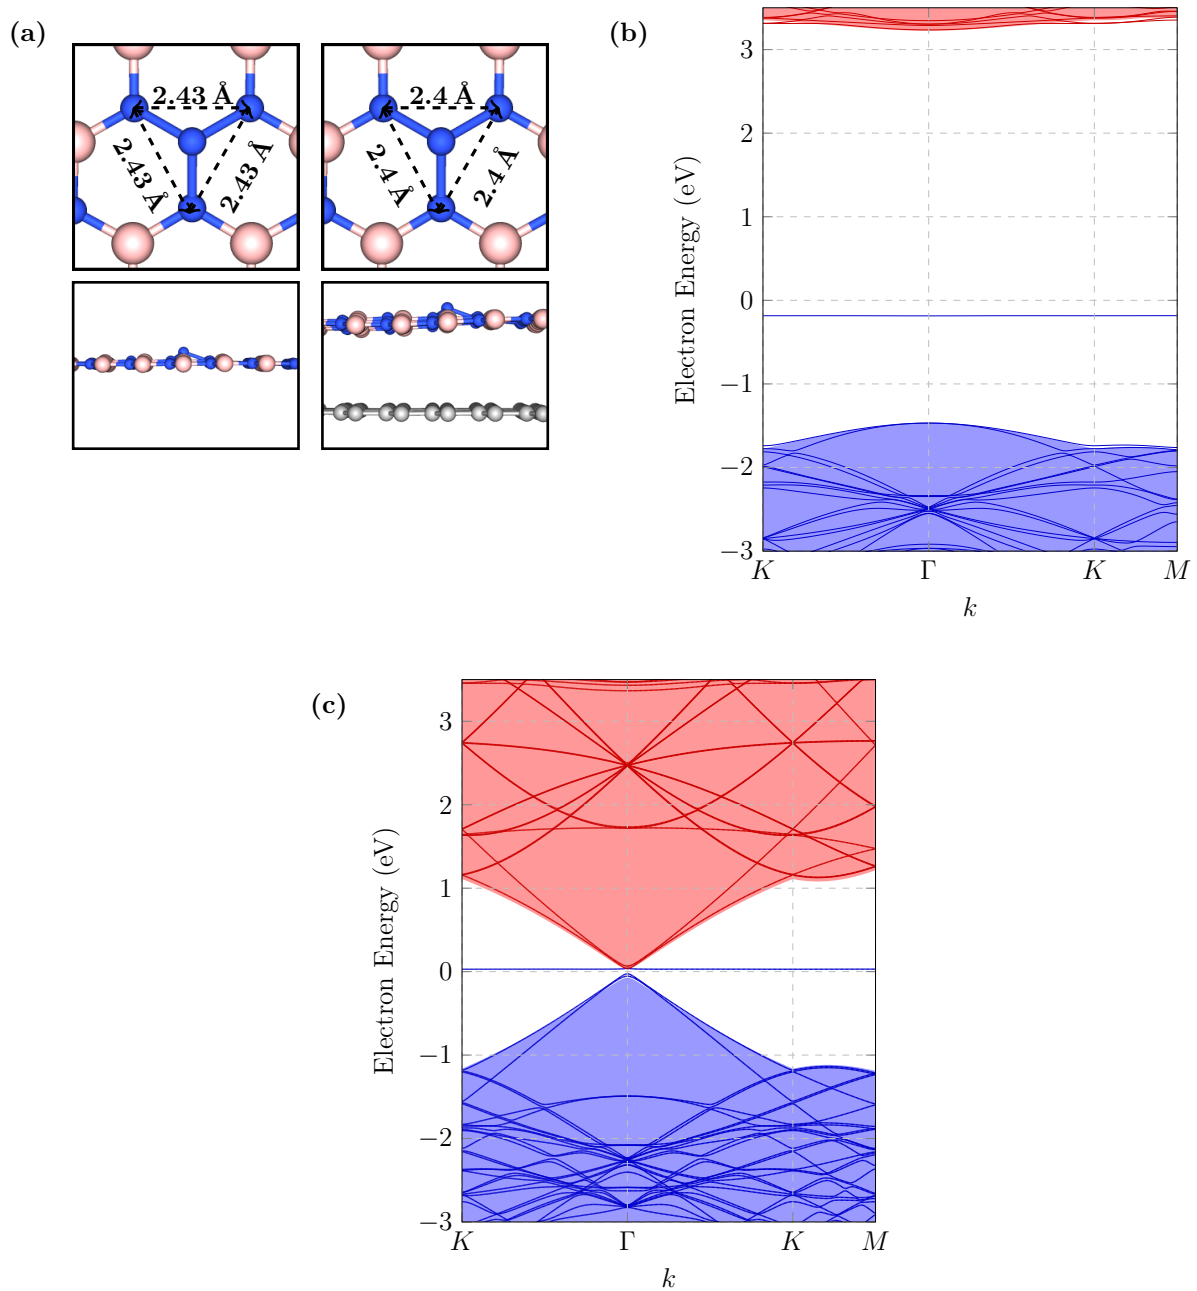 (a)
2.43 Å
2.43 Å
2.43 Å
2.4 Å
2.4 Å
2.4 Å
(b)
3
2
1
0
−1
−2
−3
Electron Energy (eV)
K Γ K M
k
(c)
3
2
1
0
−1
−2
−3
Electron Energy (eV)
K Γ K M
k